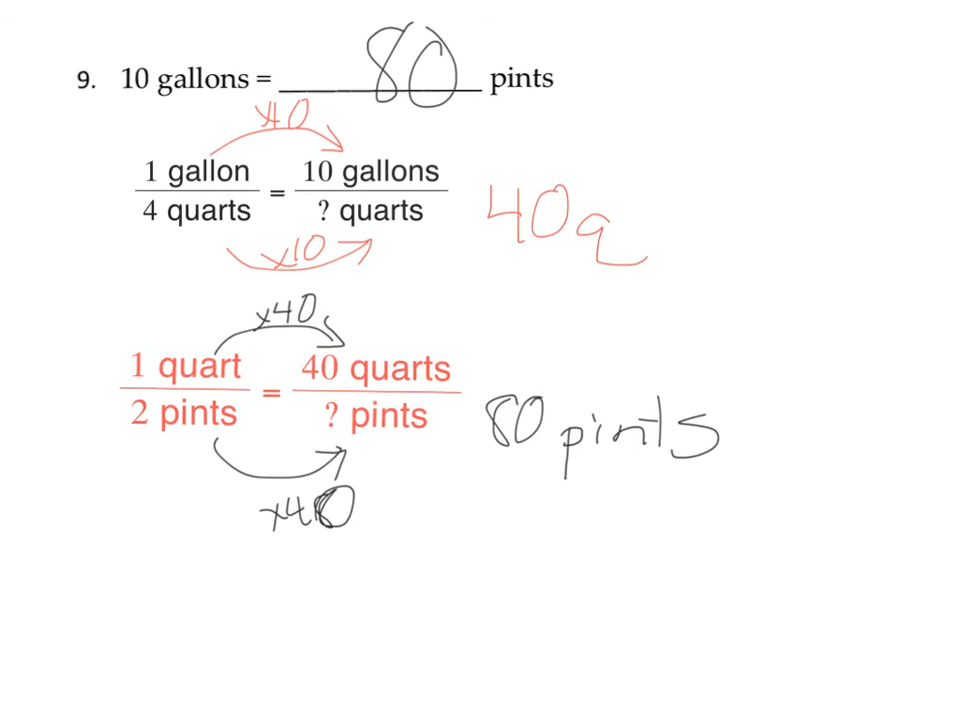 9. 10 gallons = 80 pints
x10
1 gallon = 10 gallons
4 quarts ? quarts
40q
x10
x40
1 quart = 40 quarts
2 pints ? pints
80 pints
x40